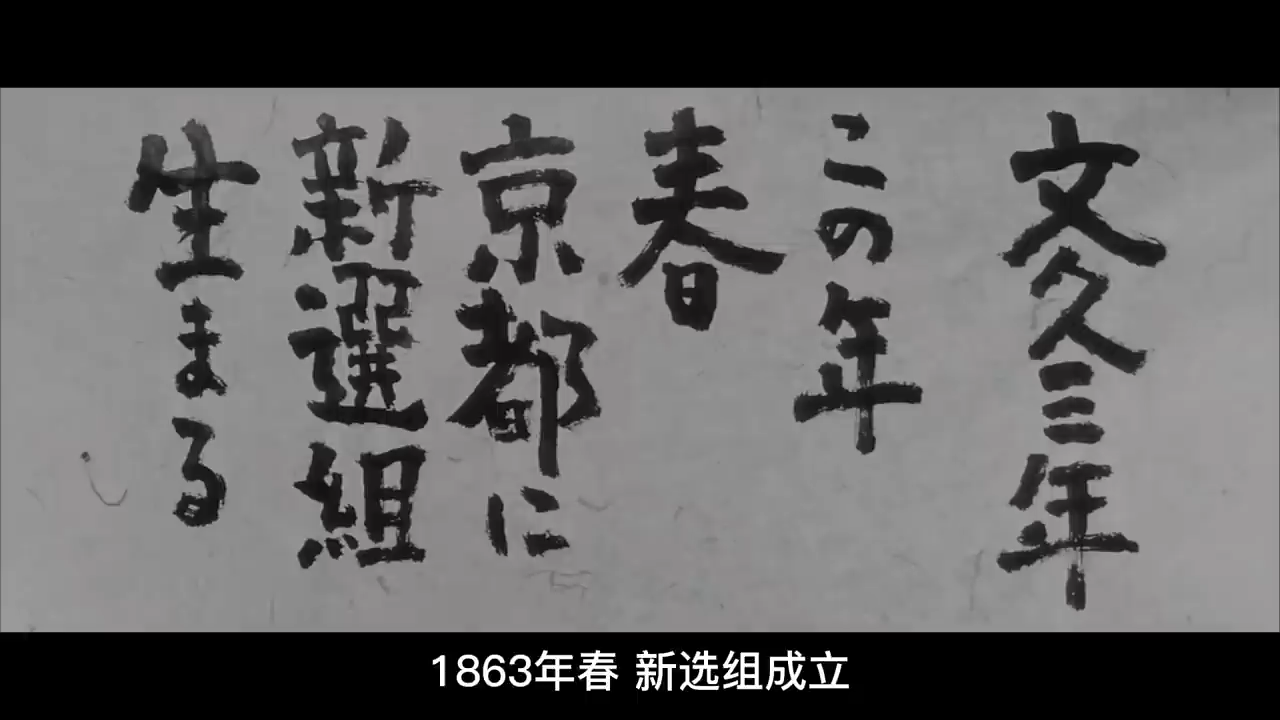 文久三年
この年
春
京都に
新選組
生まる
1863年春 新选组成立